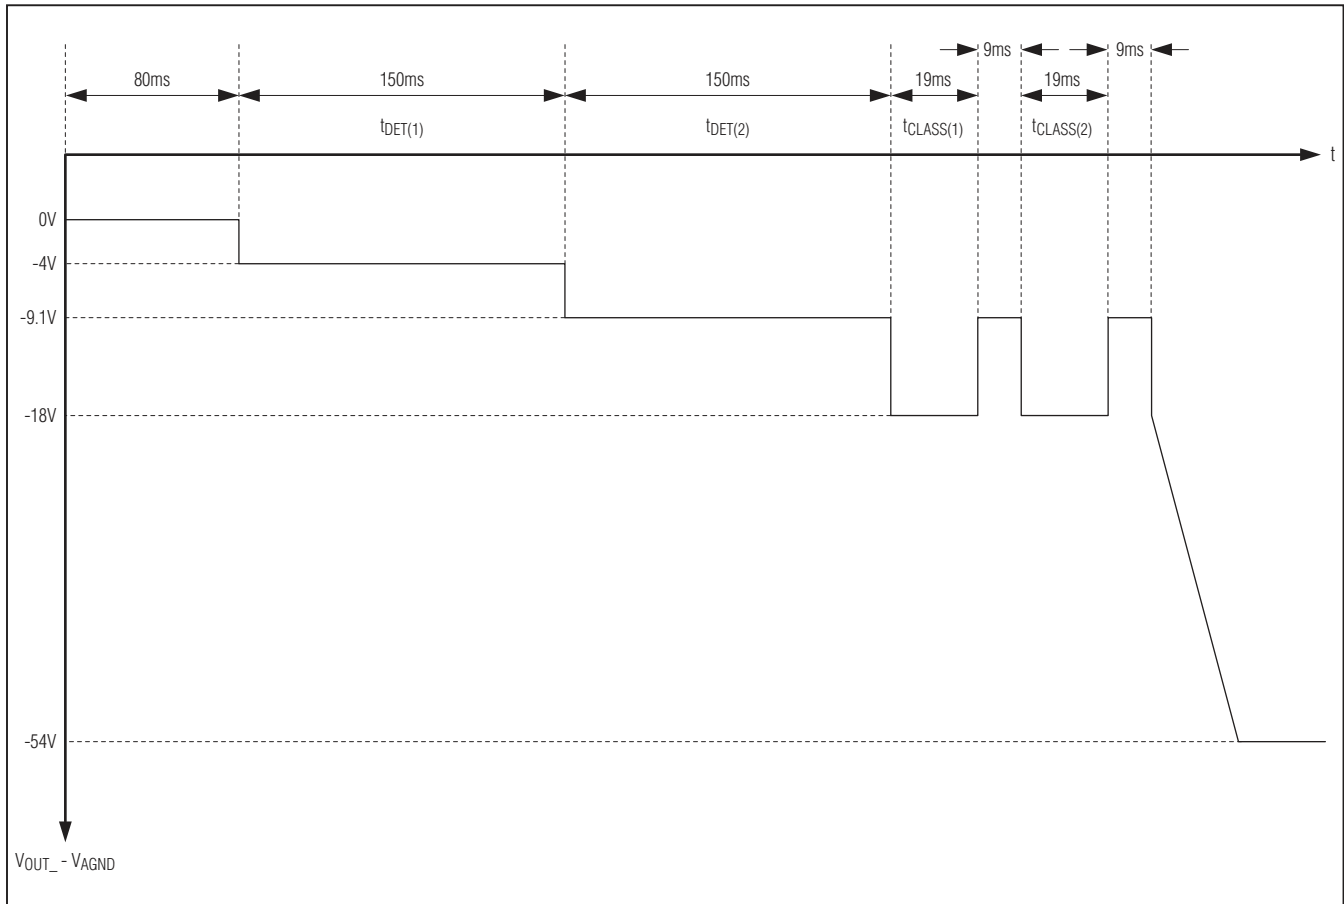 9ms 9ms
80ms 150ms 150ms 19ms 19ms
tDET(1) tDET(2) tCLASS(1) tCLASS(2)
t
0V
-4V
-9.1V
-18V
-54V
VOUT_ - VAGND